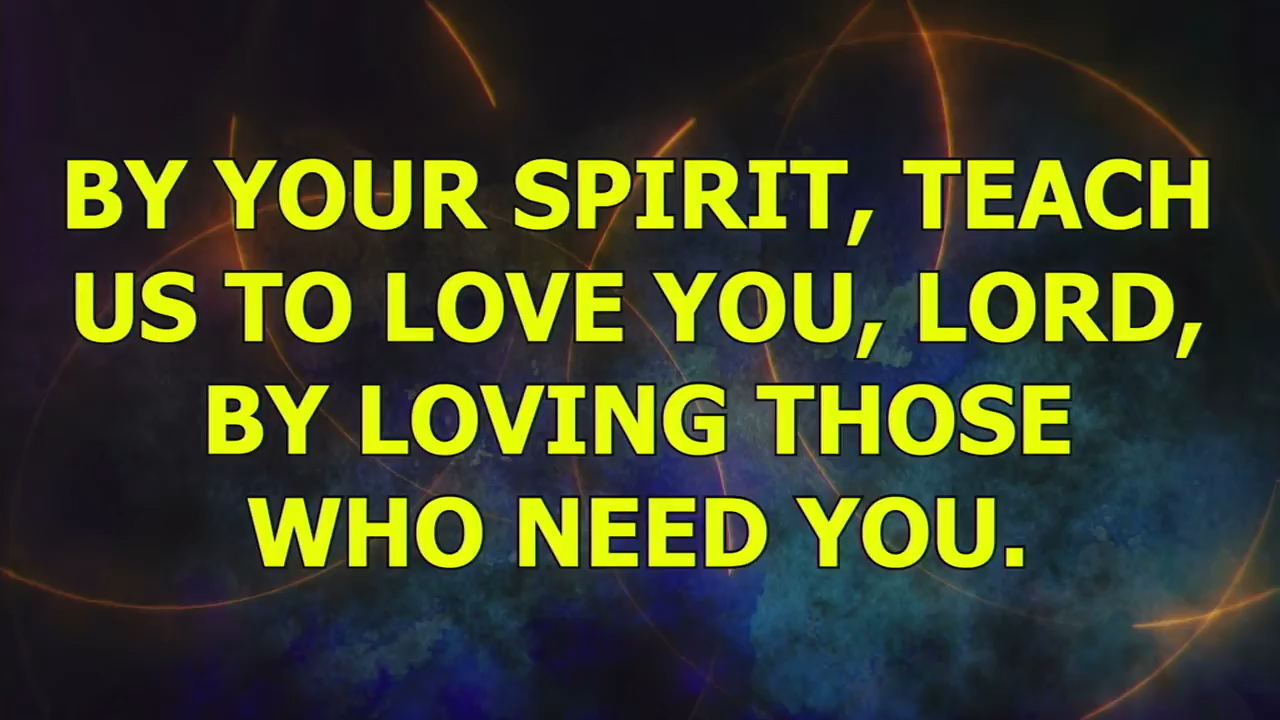 BY YOUR SPIRIT, TEACH
US TO LOVE YOU, LORD,
BY LOVING THOSE
WHO NEED YOU.